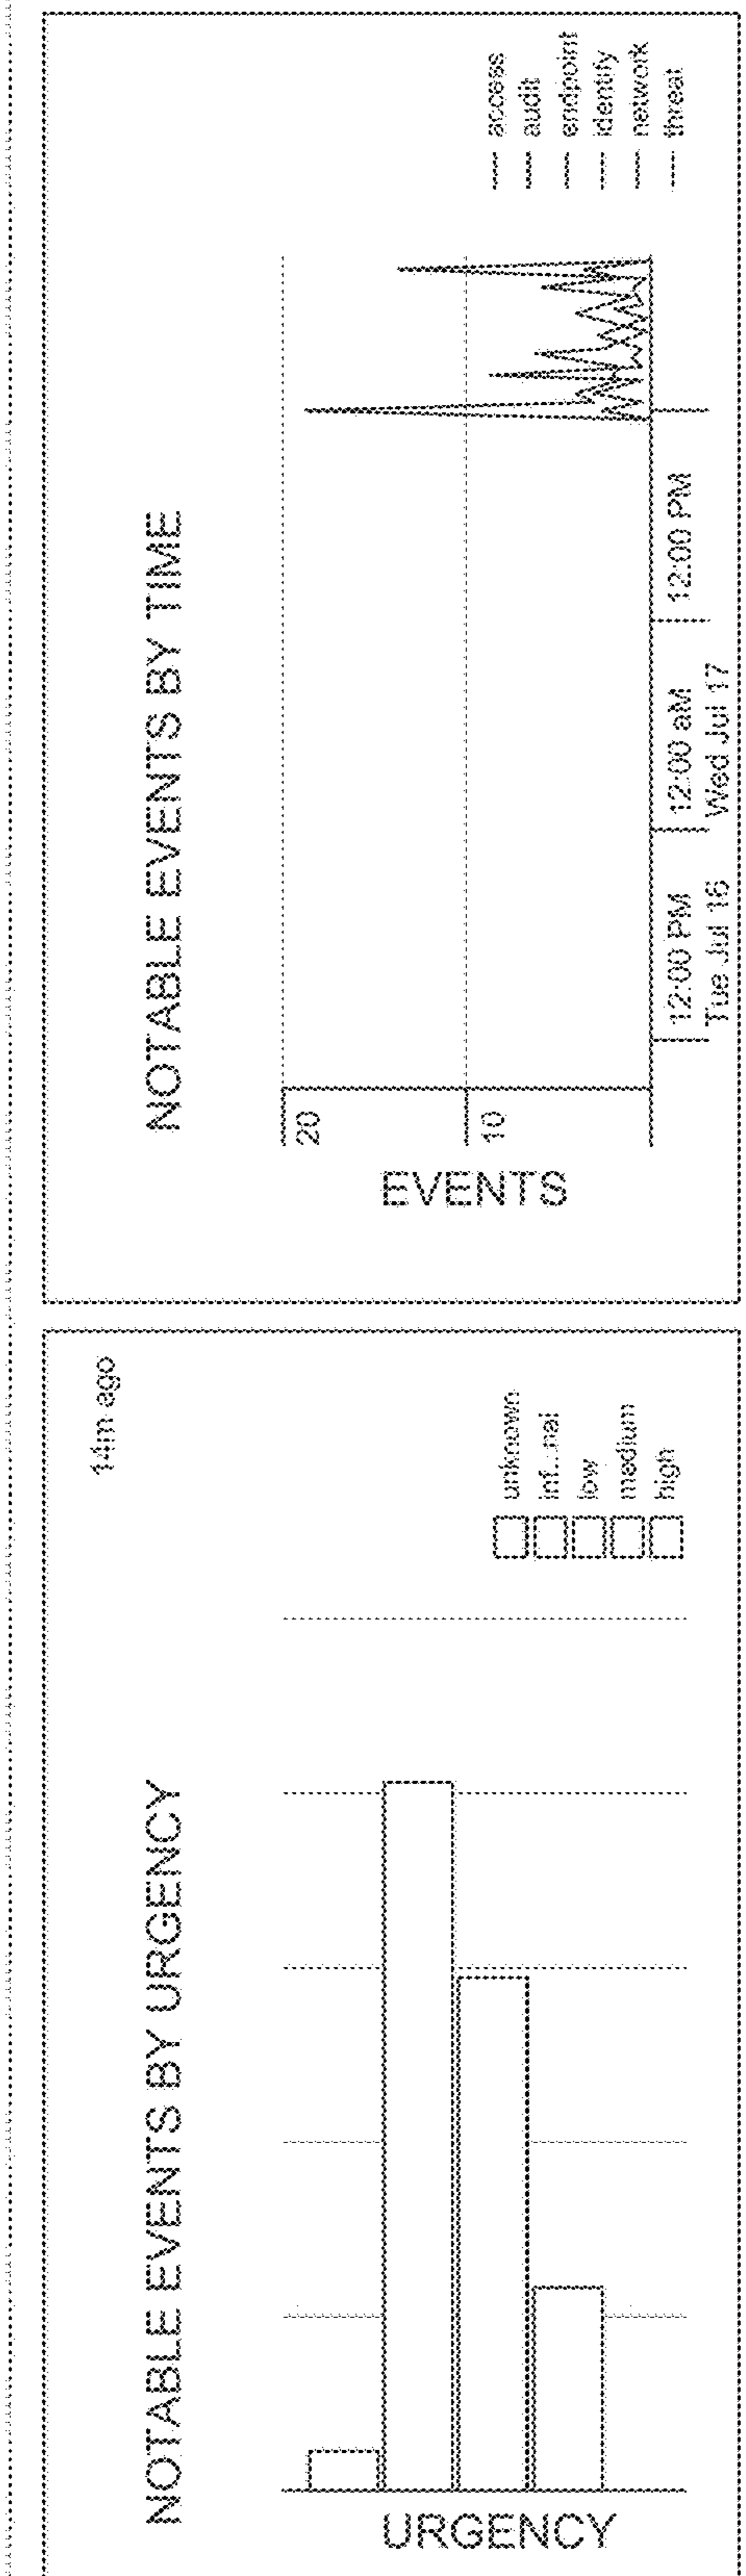 NOTABLE EVENTS BY URGENCY
14m ago
URGENCY
unknown
inf...nal
low
medium
high
NOTABLE EVENTS BY TIME
EVENTS
20
10
12:00 PM
Tue Jul 16
12:00 aM
Wed Jul 17
12:00 PM
access
audit
endpoint
identify
network
threat